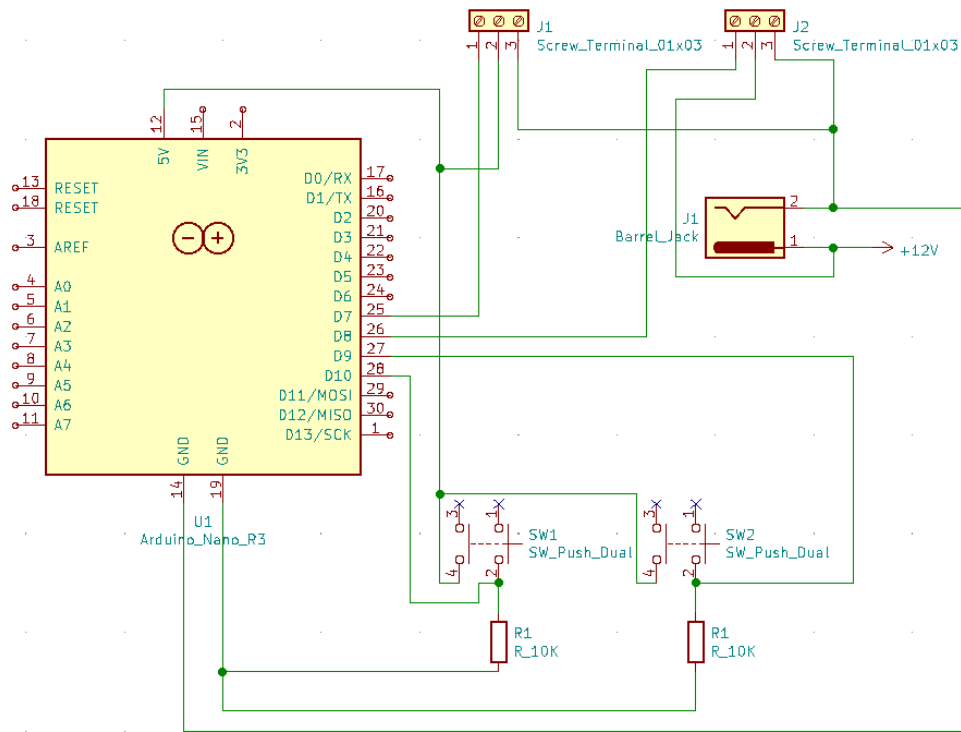 J1
Screw_Terminal_01x03
1
2
3
J2
Screw_Terminal_01x03
1
2
3
12
15
2
5V
VIN
3V3
13
RESET
18
RESET
3
AREF
4
A0
5
A1
6
A2
7
A3
8
A4
9
A5
10
A6
11
A7
D0/RX
17
D1/TX
16
D2
20
D3
21
D4
22
D5
23
D6
24
D7
25
D8
26
D9
27
D10
28
D11/MOSI
29
D12/MISO
30
D13/SCK
1
GND
GND
14
19
U1
Arduino_Nano_R3
J1
Barrel_Jack
2
1
+12V
3
1
SW1
SW_Push_Dual
4
2
3
1
SW2
SW_Push_Dual
4
2
R1
R_10K
R1
R_10K